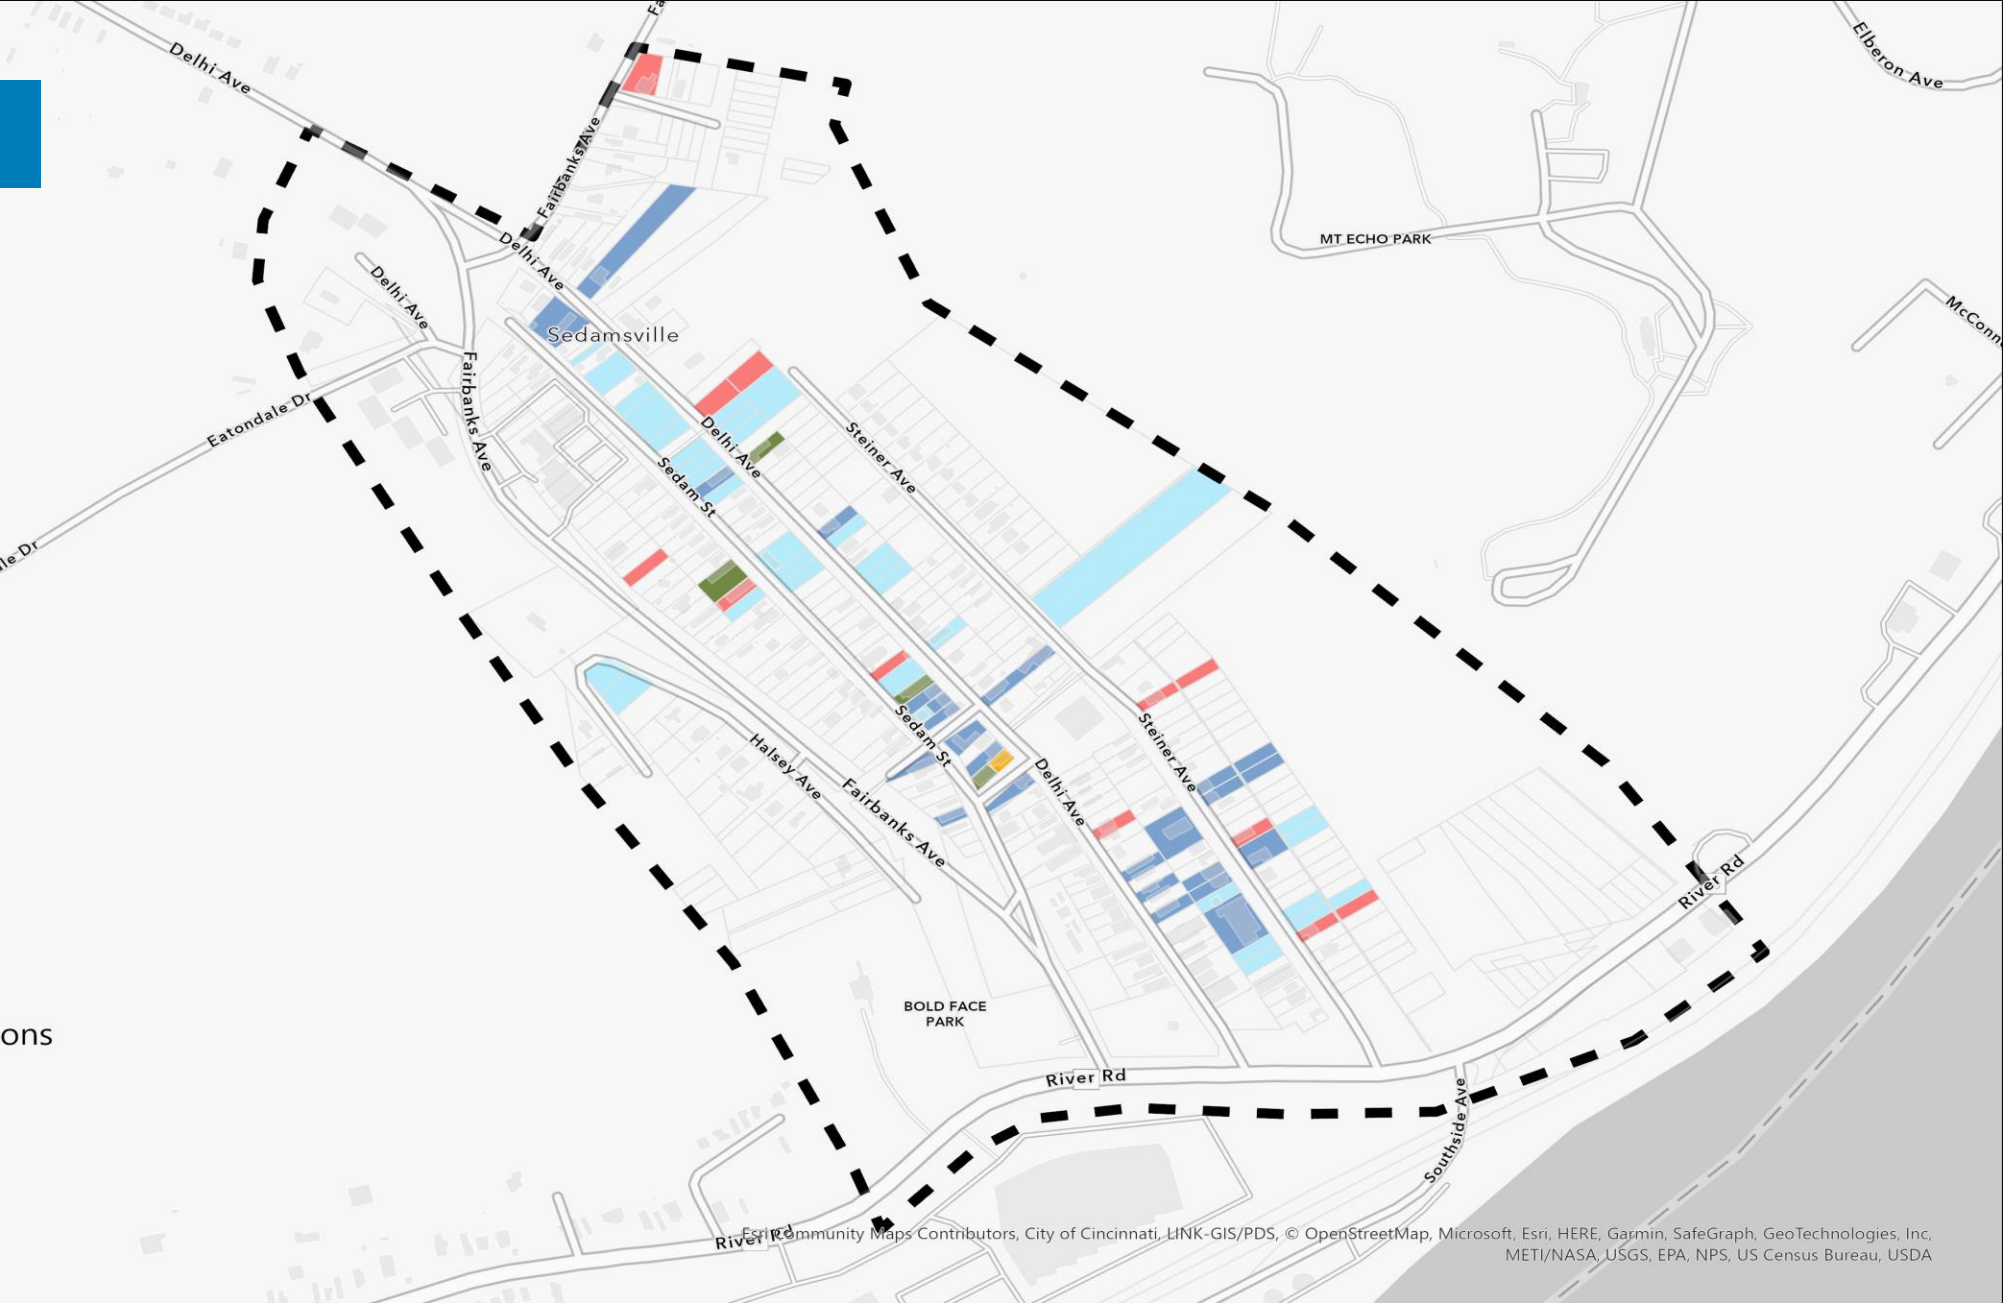 Fa
Delhi Ave
Elberon Ave
Fairbanks Ave
MT ECHO PARK
Delhi Ave
Delhi Ave
McConn
Sedamsville
Fairbanks Ave
Eatondale Dr
Delhi Ave
Steiner Ave
Sedam St
le Dr
Sedam St
Steiner Ave
Halsey Ave
Delhi Ave
Fairbanks Ave
River Rd
BOLD FACE
PARK
ons
River Rd
Southside Ave
River Rd
Esri Community Maps Contributors, City of Cincinnati, LINK-GIS/PDS, © OpenStreetMap, Microsoft, Esri, HERE, Garmin, SafeGraph, GeoTechnologies, Inc,
METI/NASA, USGS, EPA, NPS, US Census Bureau, USDA